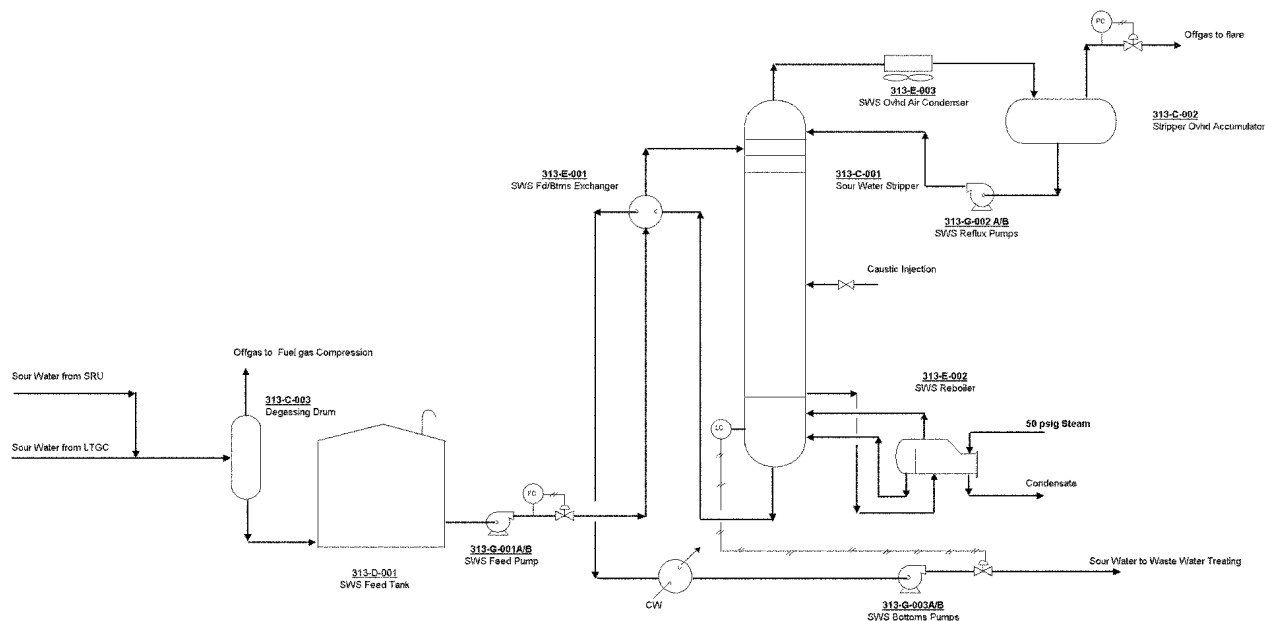 PC
Offgas to flare
313-E-003
SWS Ovhd Air Condenser
313-C-002
Stripper Ovhd Accumulator
313-E-001
SWS Fd/Btms Exchanger
313-C-001
Sour Water Stripper
313-G-002 A/B
SWS Reflux Pumps
Caustic Injection
Offgas to Fuel gas Compression
Sour Water from SRU
313-C-003
Degassing Drum
313-E-002
SWS Reboiler
50 psig Steam
LC
Sour Water from LTGC
Condensate
FC
313-G-001A/B
SWS Feed Pump
313-D-001
SWS Feed Tank
Sour Water to Waste Water Treating
CW
313-G-003A/B
SWS Bottoms Pumps